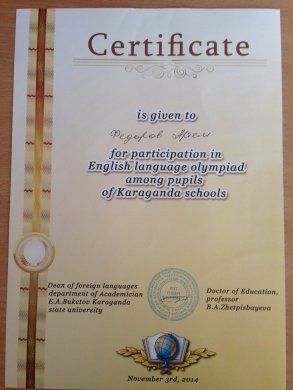 Certificate
is given to
Федоров Артем
for participation in
English language olympiad
among pupils
of Karaganda schools
Dean of foreign languages
department of Academician
E.A.Buketov Karaganda
state university
Doctor of Education,
professor
B.A.Zhetpisbayeva
November 3rd, 2014